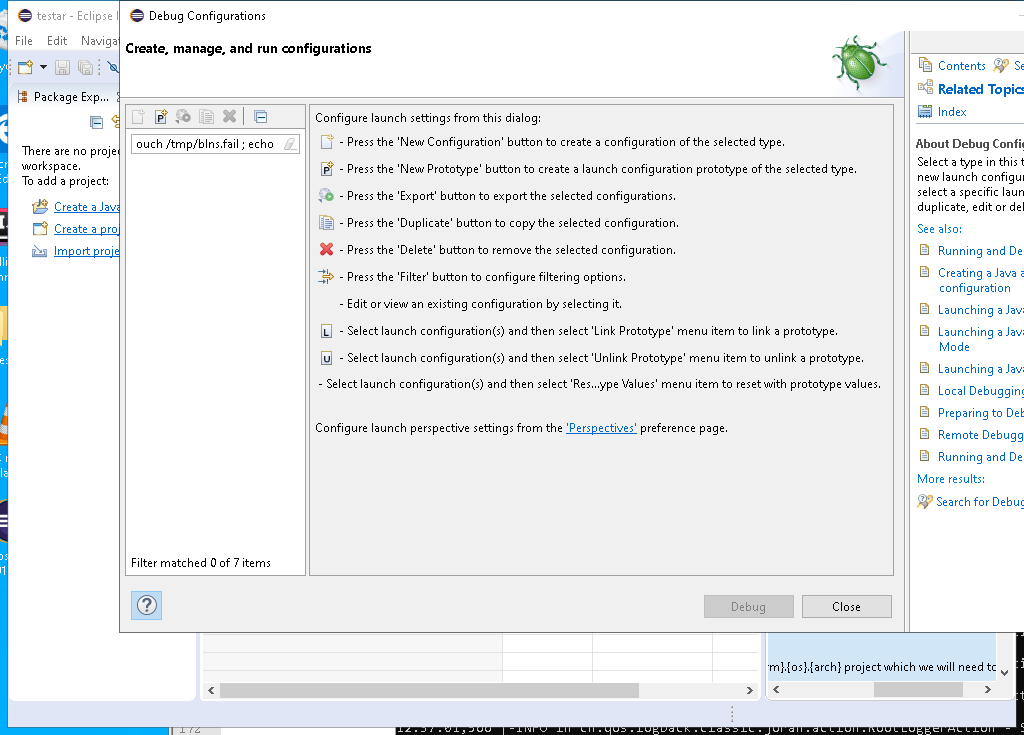 testar - Eclipse I
Debug Configurations
File Edit Naviga
Create, manage, and run configurations
Package Exp...
There are no proje
workspace.
To add a project:
Create a Java
Create a proj
Import proje
ouch /tmp/blns.fail ; echo
Filter matched 0 of 7 items
Configure launch settings from this dialog:
- Press the 'New Configuration' button to create a configuration of the selected type.
- Press the 'New Prototype' button to create a launch configuration prototype of the selected type.
- Press the 'Export' button to export the selected configurations.
- Press the 'Duplicate' button to copy the selected configuration.
- Press the 'Delete' button to remove the selected configuration.
- Press the 'Filter' button to configure filtering options.
- Edit or view an existing configuration by selecting it.
L - Select launch configuration(s) and then select 'Link Prototype' menu item to link a prototype.
U - Select launch configuration(s) and then select 'Unlink Prototype' menu item to unlink a prototype.
- Select launch configuration(s) and then select 'Res...ype Values' menu item to reset with prototype values.
Configure launch perspective settings from the 'Perspectives' preference page.
Debug
Close
Contents Se
Related Topics
Index
About Debug Config
Select a type in this t
new launch configur
select a specific laun
duplicate, edit or del
See also:
Running and De
Creating a Java a
configuration
Launching a Java
Launching a Java
Mode
Launching a Java
Local Debugging
Preparing to Deb
Remote Debugg
Running and De
More results:
Search for Debug
rm}.{os}.{arch} project which we will need to
172
12:57:01,566 |-INFO in ch.qos.logback.classic.joran.action.RootLoggerAction - S